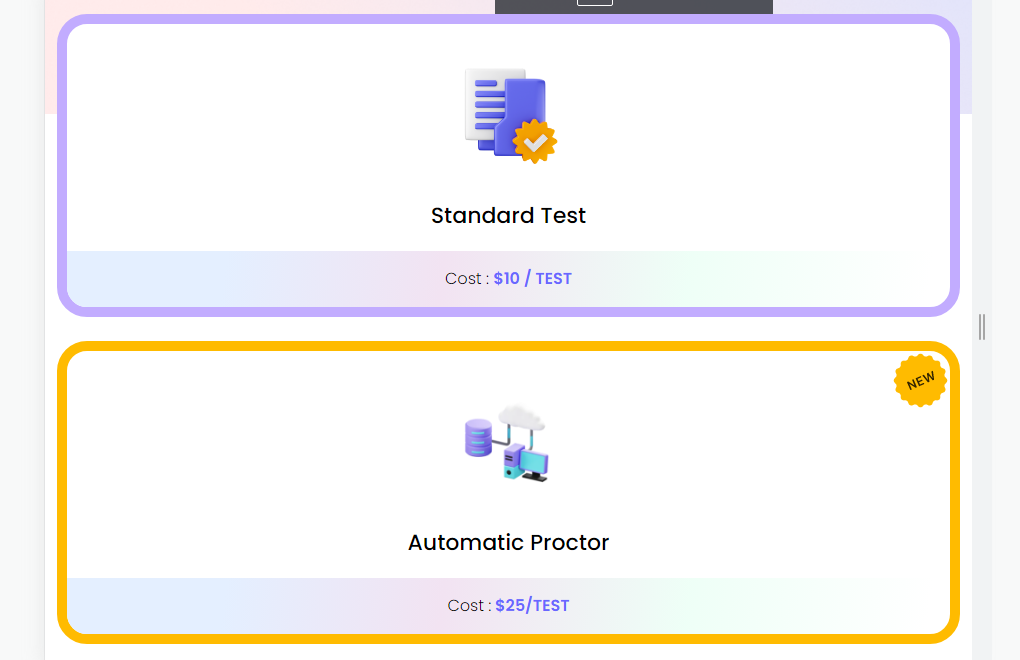 Standard Test
Cost : $10 / TEST
NEW
Automatic Proctor
Cost : $25/TEST